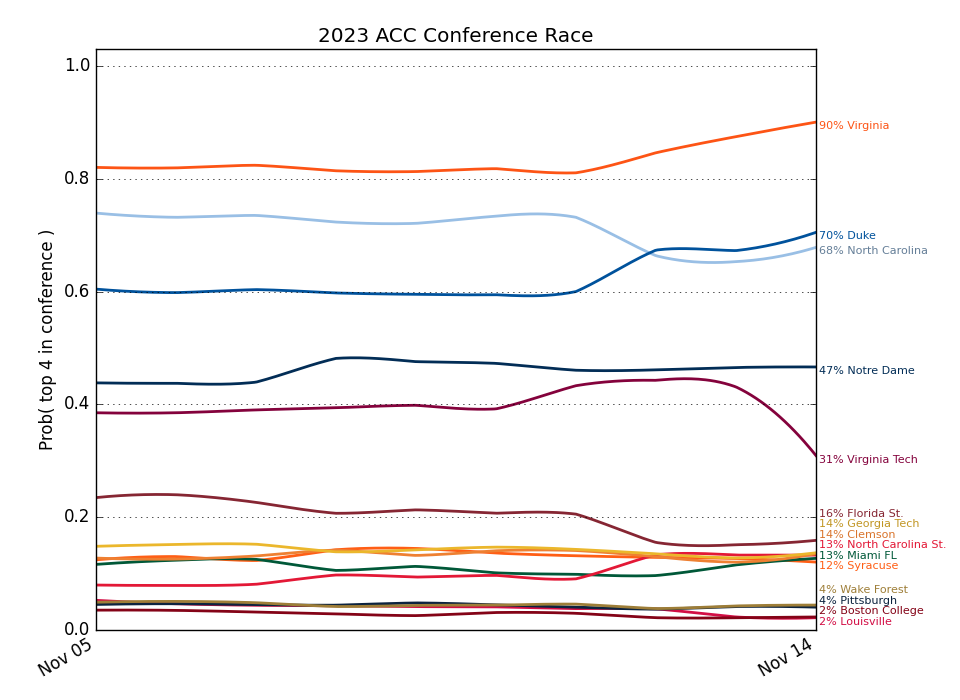 2023 ACC Conference Race
Prob( top 4 in conference )
1.0
0.8
0.6
0.4
0.2
0.0
Nov 05
Nov 14
90% Virginia
70% Duke
68% North Carolina
47% Notre Dame
31% Virginia Tech
16% Florida St.
14% Georgia Tech
14% Clemson
13% North Carolina St.
13% Miami FL
12% Syracuse
4% Wake Forest
4% Pittsburgh
2% Boston College
2% Louisville